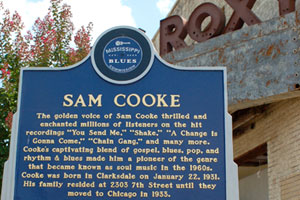 ROXY
MISSISSIPPI
BLUES
COMMISSION
SAM COOKE
The golden voice of Sam Cooke thrilled and
enchanted millions of listeners on the hit
recordings "You Send Me," "Shake," "A Change Is
Gonna Come," "Chain Gang," and many more.
Cooke's captivating blend of gospel, blues, pop, and
rhythm & blues made him a pioneer of the genre
that became known as soul music in the 1960s.
Cooke was born in Clarksdale on January 22, 1931.
His family resided at 2303 7th Street until they
moved to Chicago in 1933.